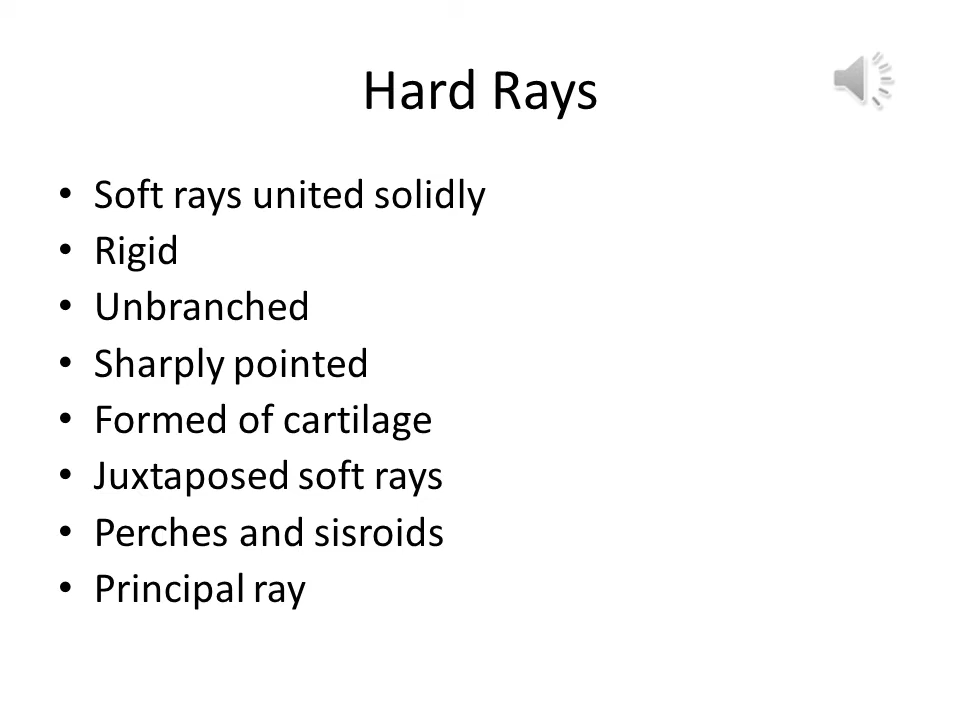 Hard Rays
• Soft rays united solidly
• Rigid
• Unbranched
• Sharply pointed
• Formed of cartilage
• Juxtaposed soft rays
• Perches and sisroids
• Principal ray